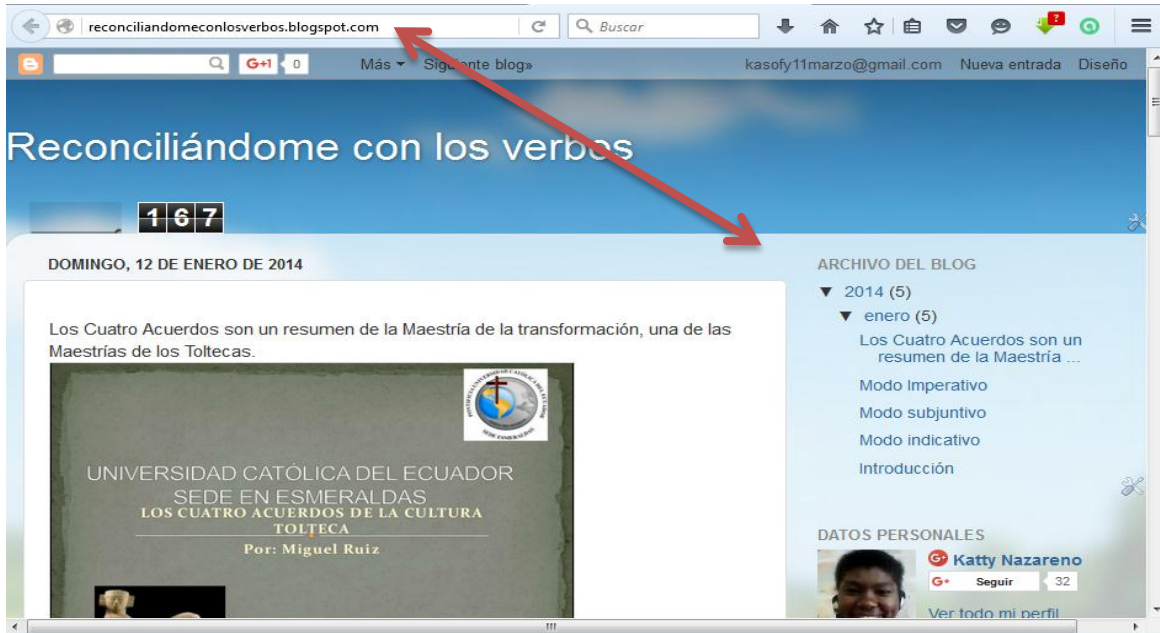 reconciliandomeconlosverbos.blogspot.com
Buscar
?
G+1 0 Más Siguiente blog» kasofy11marzo@gmail.com Nueva entrada Diseño
Reconciliándome con los verbos
167
DOMINGO, 12 DE ENERO DE 2014
Los Cuatro Acuerdos son un resumen de la Maestría de la transformación, una de las
Maestrías de los Toltecas.
UNIVERSIDAD CATÓLICA DEL ECUADOR
SEDE EN ESMERALDAS
LOS CUATRO ACUERDOS DE LA CULTURA
TOLTECA
Por: Miguel Ruiz
ARCHIVO DEL BLOG
▼ 2014 (5)
▼ enero (5)
Los Cuatro Acuerdos son un
resumen de la Maestría ...
Modo Imperativo
Modo subjuntivo
Modo indicativo
Introducción
DATOS PERSONALES
G+ Katty Nazareno
G+ Seguir 32
Ver todo mi perfil